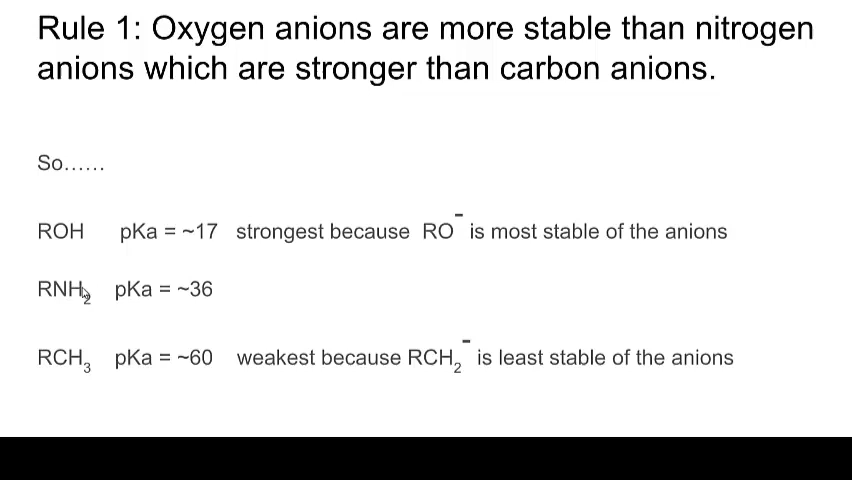 Rule 1: Oxygen anions are more stable than nitrogen
anions which are stronger than carbon anions.
So......
ROH pKa = ~17 strongest because RO⁻ is most stable of the anions
RNH₂ pKa = ~36
RCH₃ pKa = ~60 weakest because RCH₂⁻ is least stable of the anions